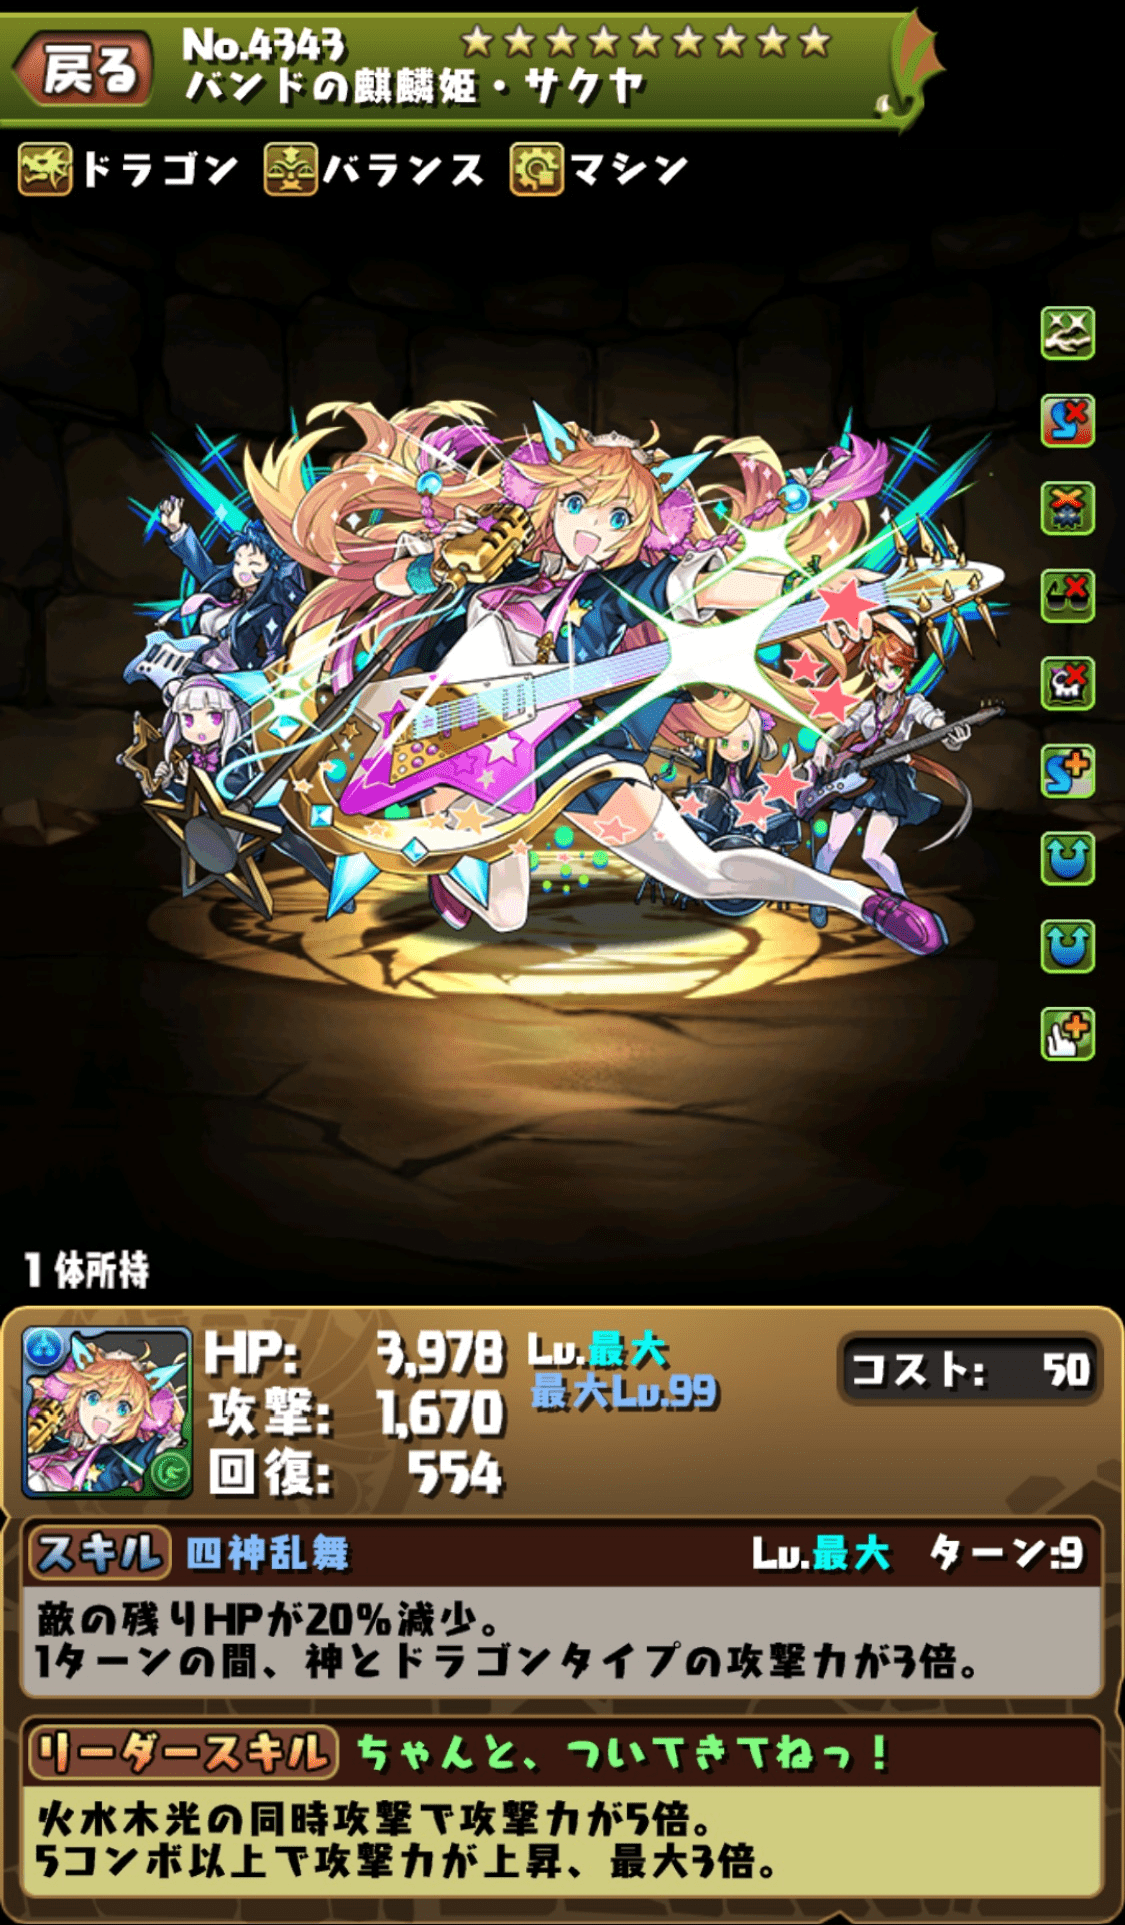 戻る
No.4343
バンドの麒麟姫・サクヤ
ドラゴン バランス マシン
1体所持
HP: 3,978
攻撃: 1,670
回復: 554
Lv.最大
最大Lv.99
コスト: 50
スキル 四神乱舞 Lv.最大 ターン:9
敵の残りHPが20%減少。
1ターンの間、神とドラゴンタイプの攻撃力が3倍。
リーダースキル ちゃんと、ついてきてねっ!
火水木光の同時攻撃で攻撃力が5倍。
5コンボ以上で攻撃力が上昇、最大3倍。